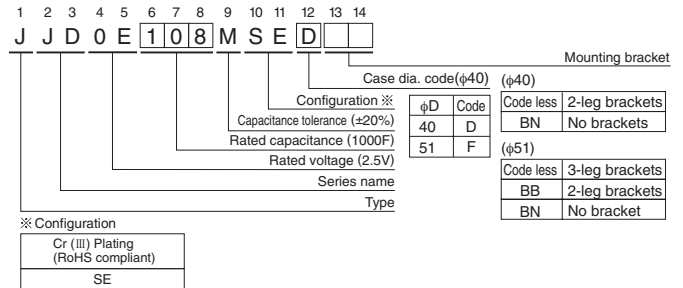 1 2 3 4 5 6 7 8 9 10 11 12 13 14
J J D 0 E 1 0 8 M S E D
Mounting bracket
Case dia. code(ϕ40)
Configuration ※
Capacitance tolerance (±20%)
Rated capacitance (1000F)
Rated voltage (2.5V)
Series name
Type
ϕD Code
40 D
51 F
(ϕ40)
Code less 2-leg brackets
BN No brackets
(ϕ51)
Code less 3-leg brackets
BB 2-leg brackets
BN No bracket
※ Configuration
Cr (Ⅲ) Plating
(RoHS compliant)
SE